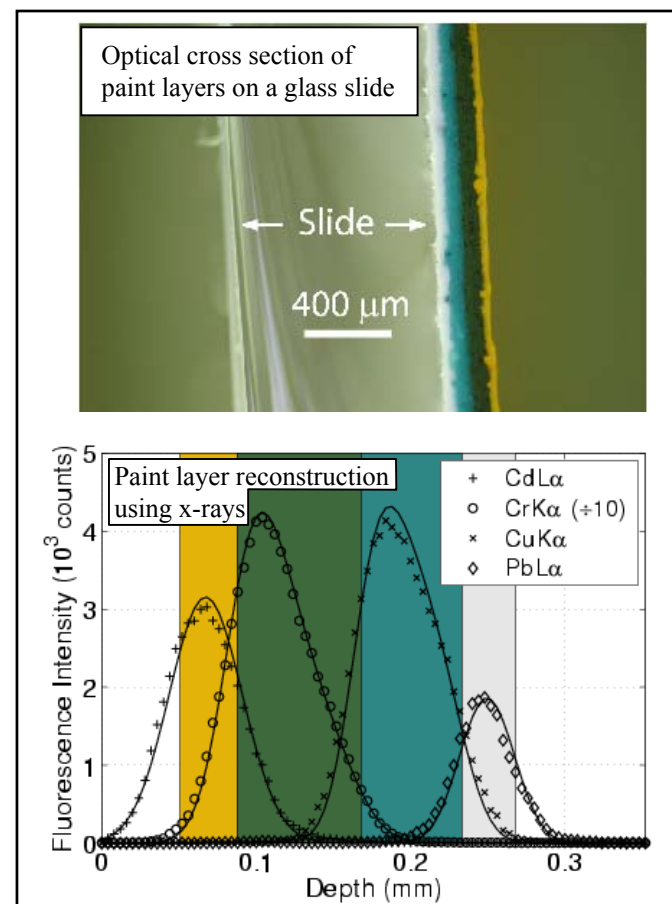 Optical cross section of
paint layers on a glass slide
Slide
400 μm
Paint layer reconstruction
using x-rays
CdLα
CrKα (÷10)
CuKα
PbLα
Fluorescence Intensity (10³ counts)
5
4
3
2
1
0
0 0.1 0.2 0.3
Depth (mm)